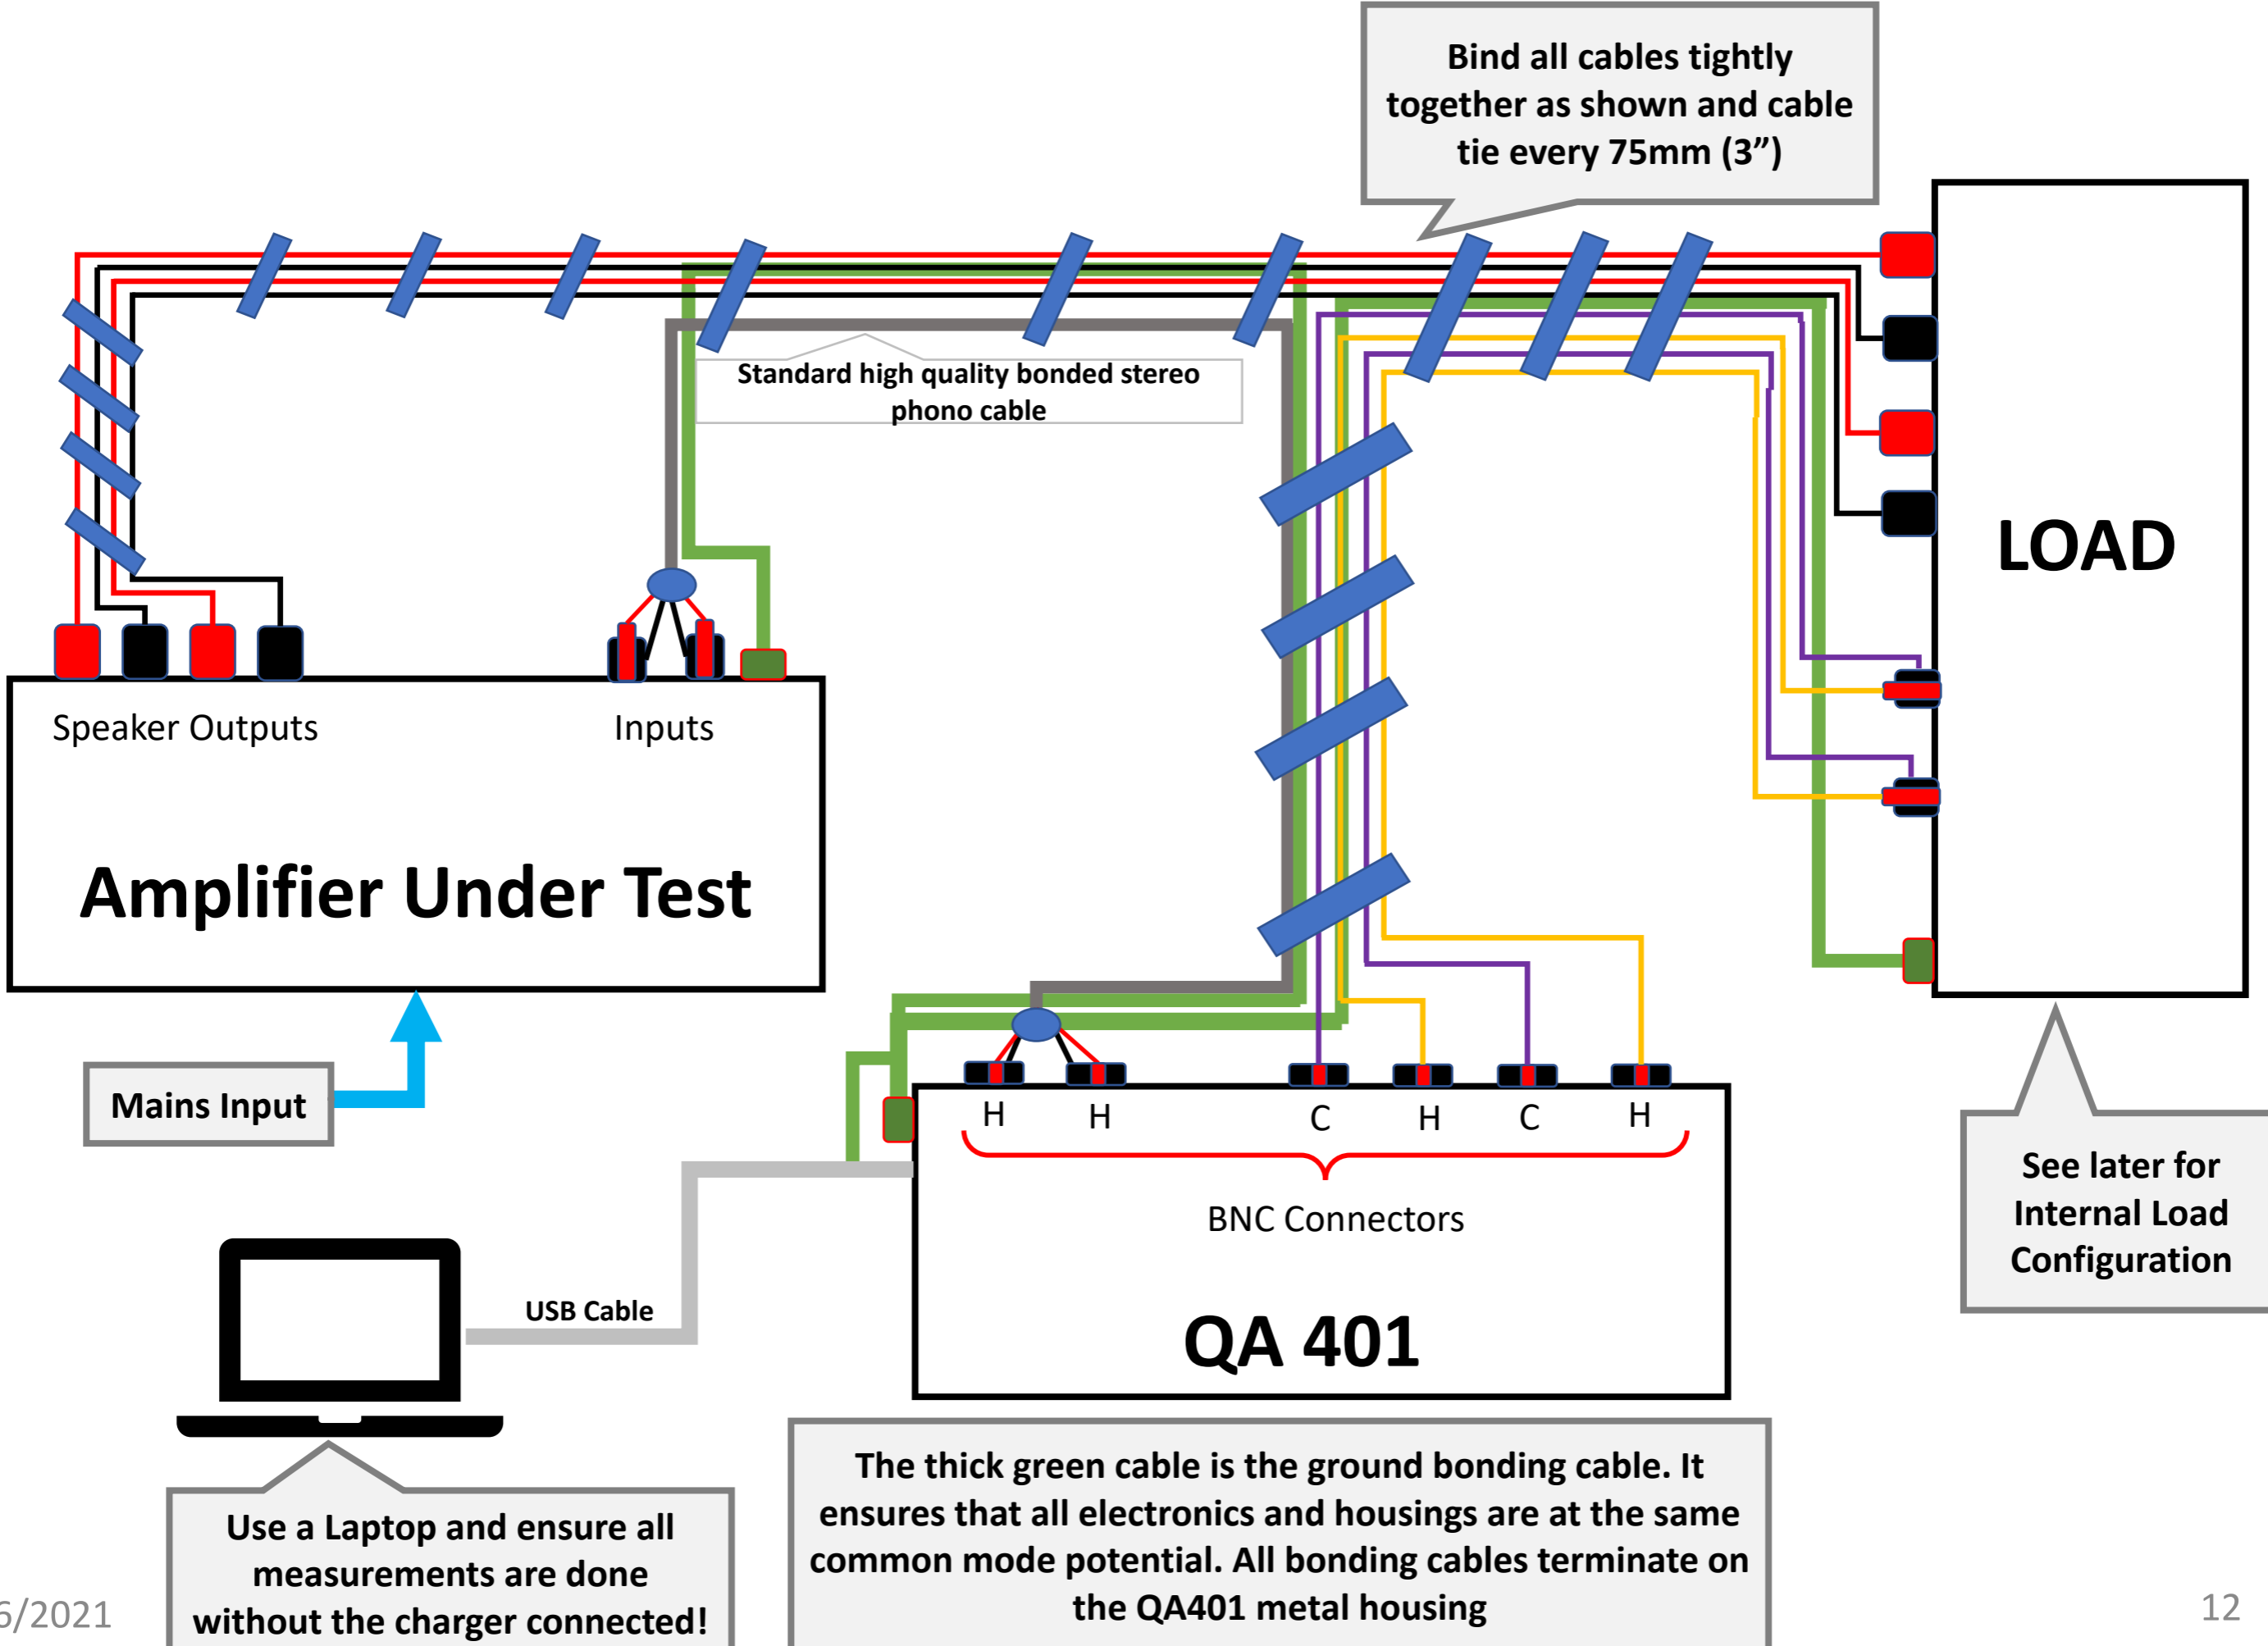 Bind all cables tightly
together as shown and cable
tie every 75mm (3”)
Standard high quality bonded stereo
phono cable
LOAD
Speaker Outputs
Inputs
Amplifier Under Test
Mains Input
H
H
C
H
C
H
BNC Connectors
QA 401
USB Cable
See later for
Internal Load
Configuration
Use a Laptop and ensure all
measurements are done
without the charger connected!
The thick green cable is the ground bonding cable. It
ensures that all electronics and housings are at the same
common mode potential. All bonding cables terminate on
the QA401 metal housing
6/2021
12